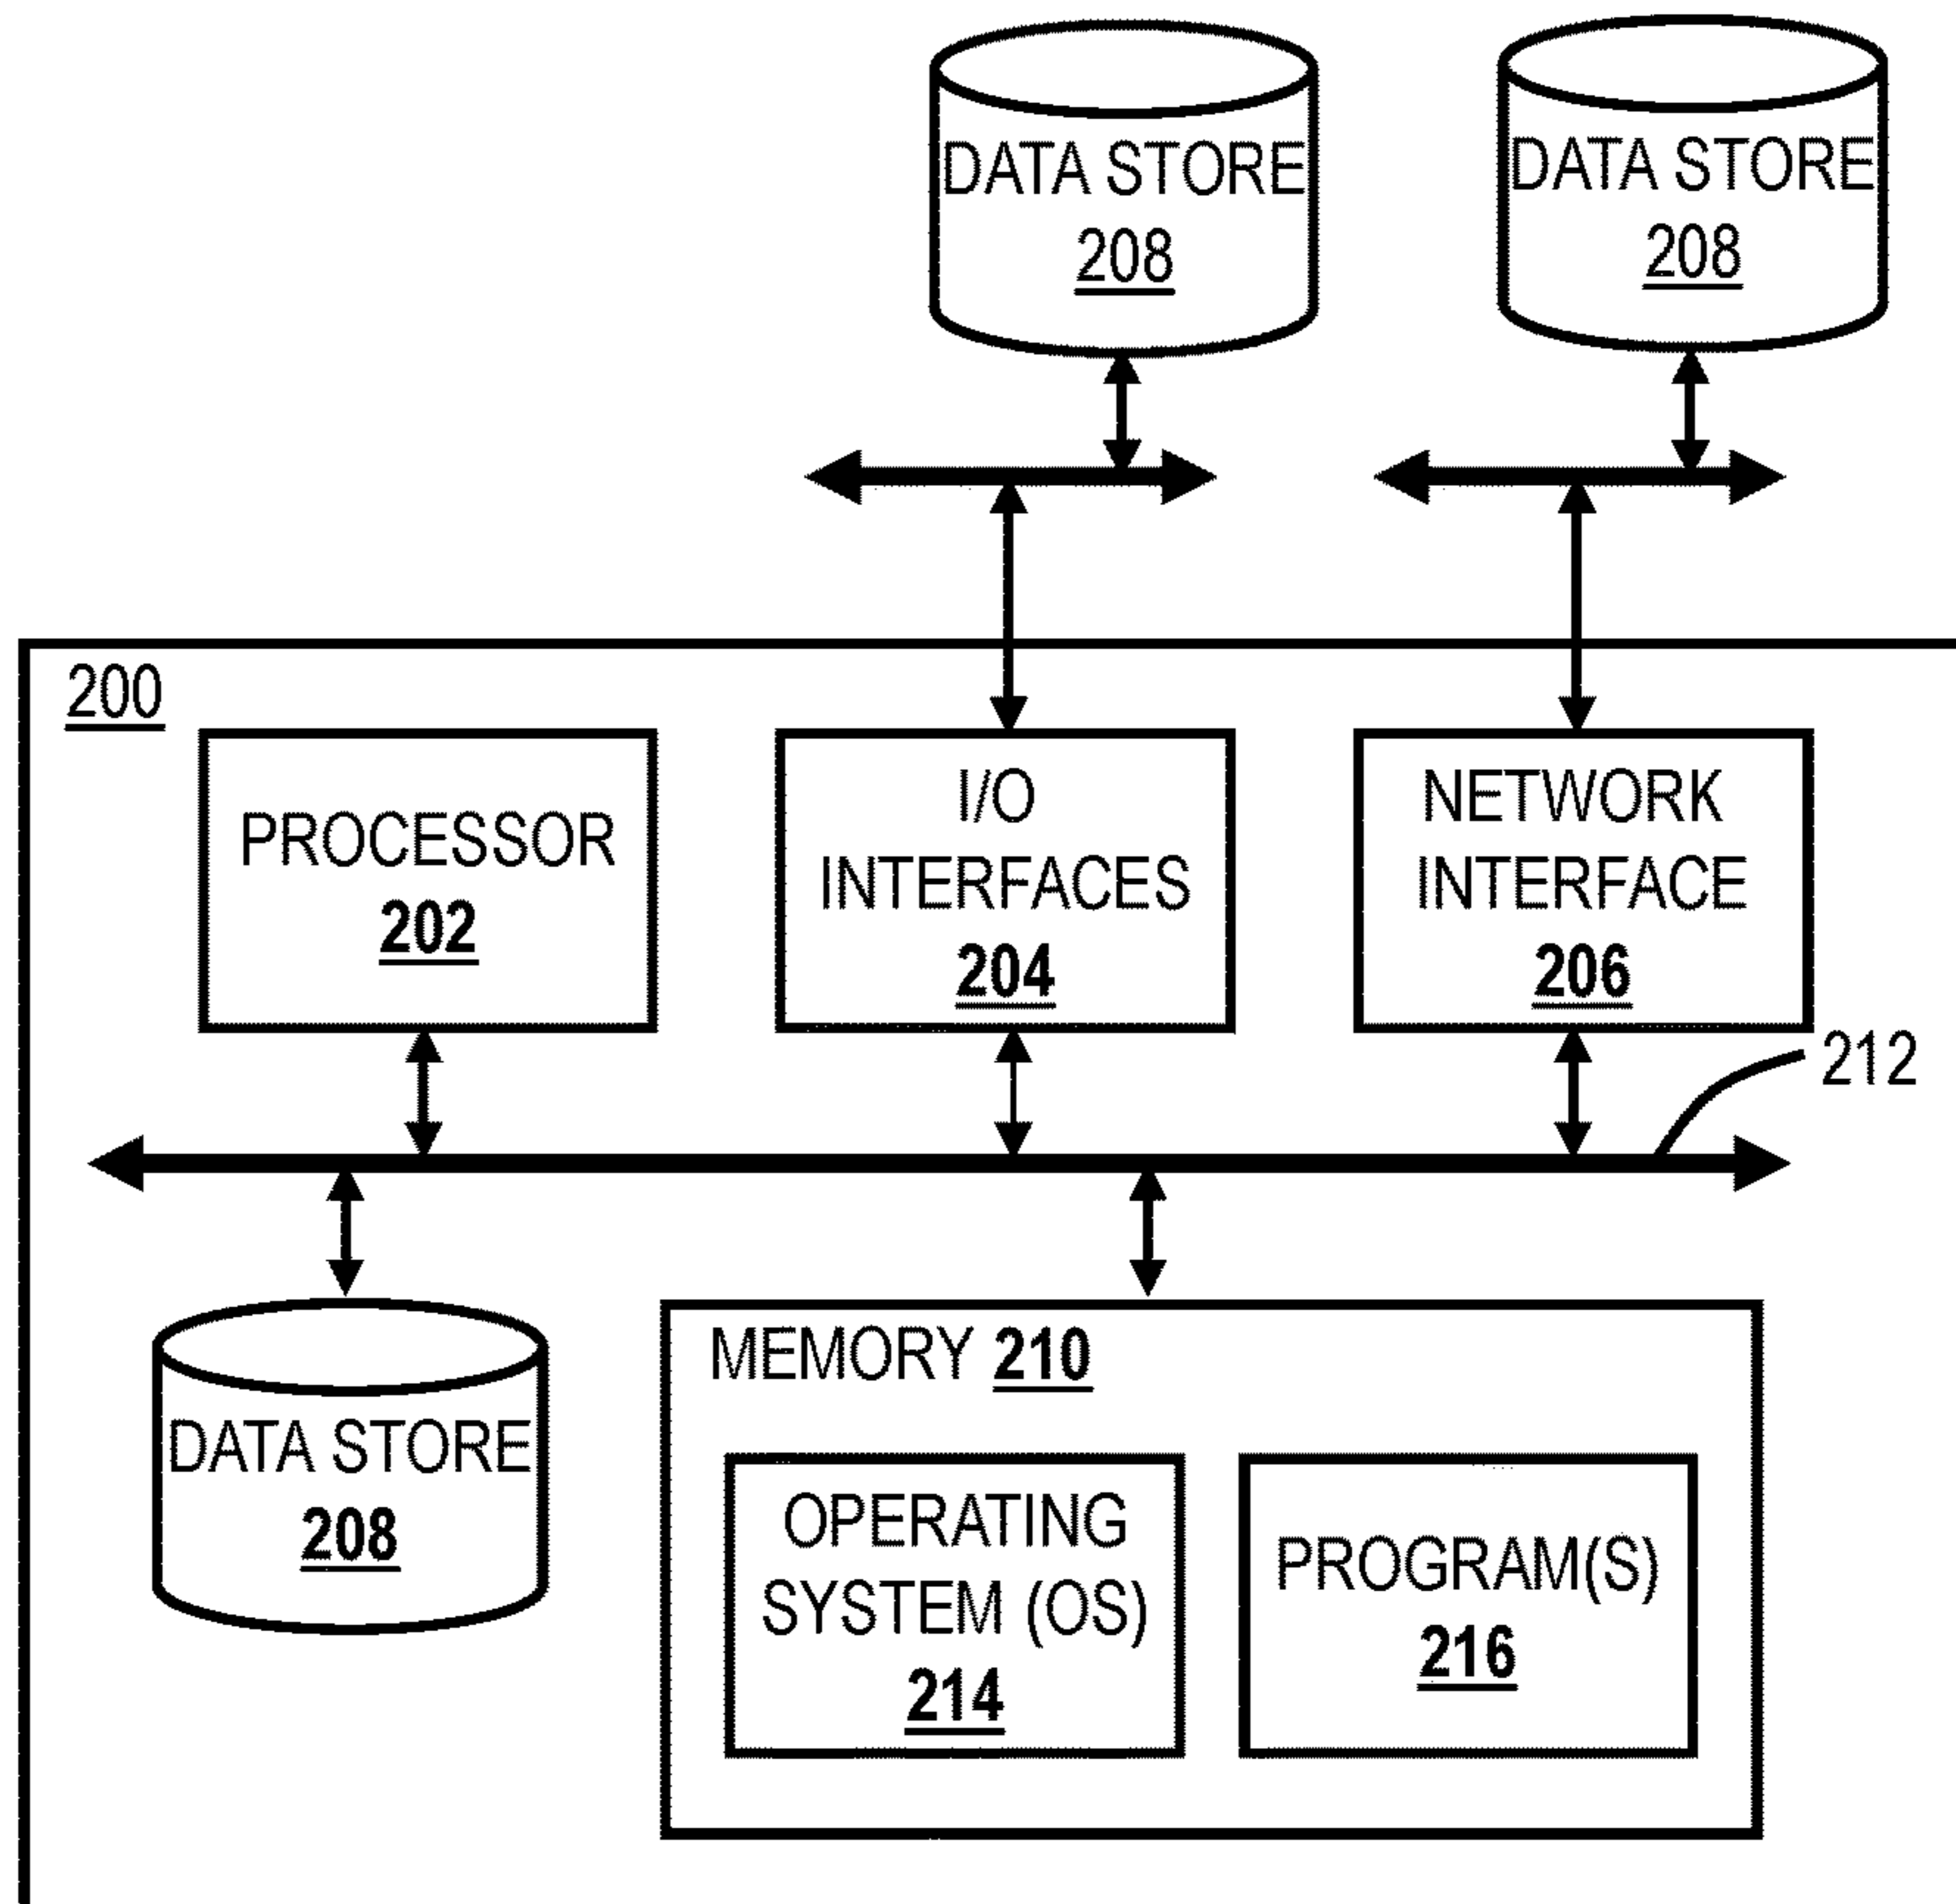 DATA STORE
208
DATA STORE
208
200
PROCESSOR
202
I/O
INTERFACES
204
NETWORK
INTERFACE
206
212
DATA STORE
208
MEMORY 210
OPERATING
SYSTEM (OS)
214
PROGRAM(S)
216